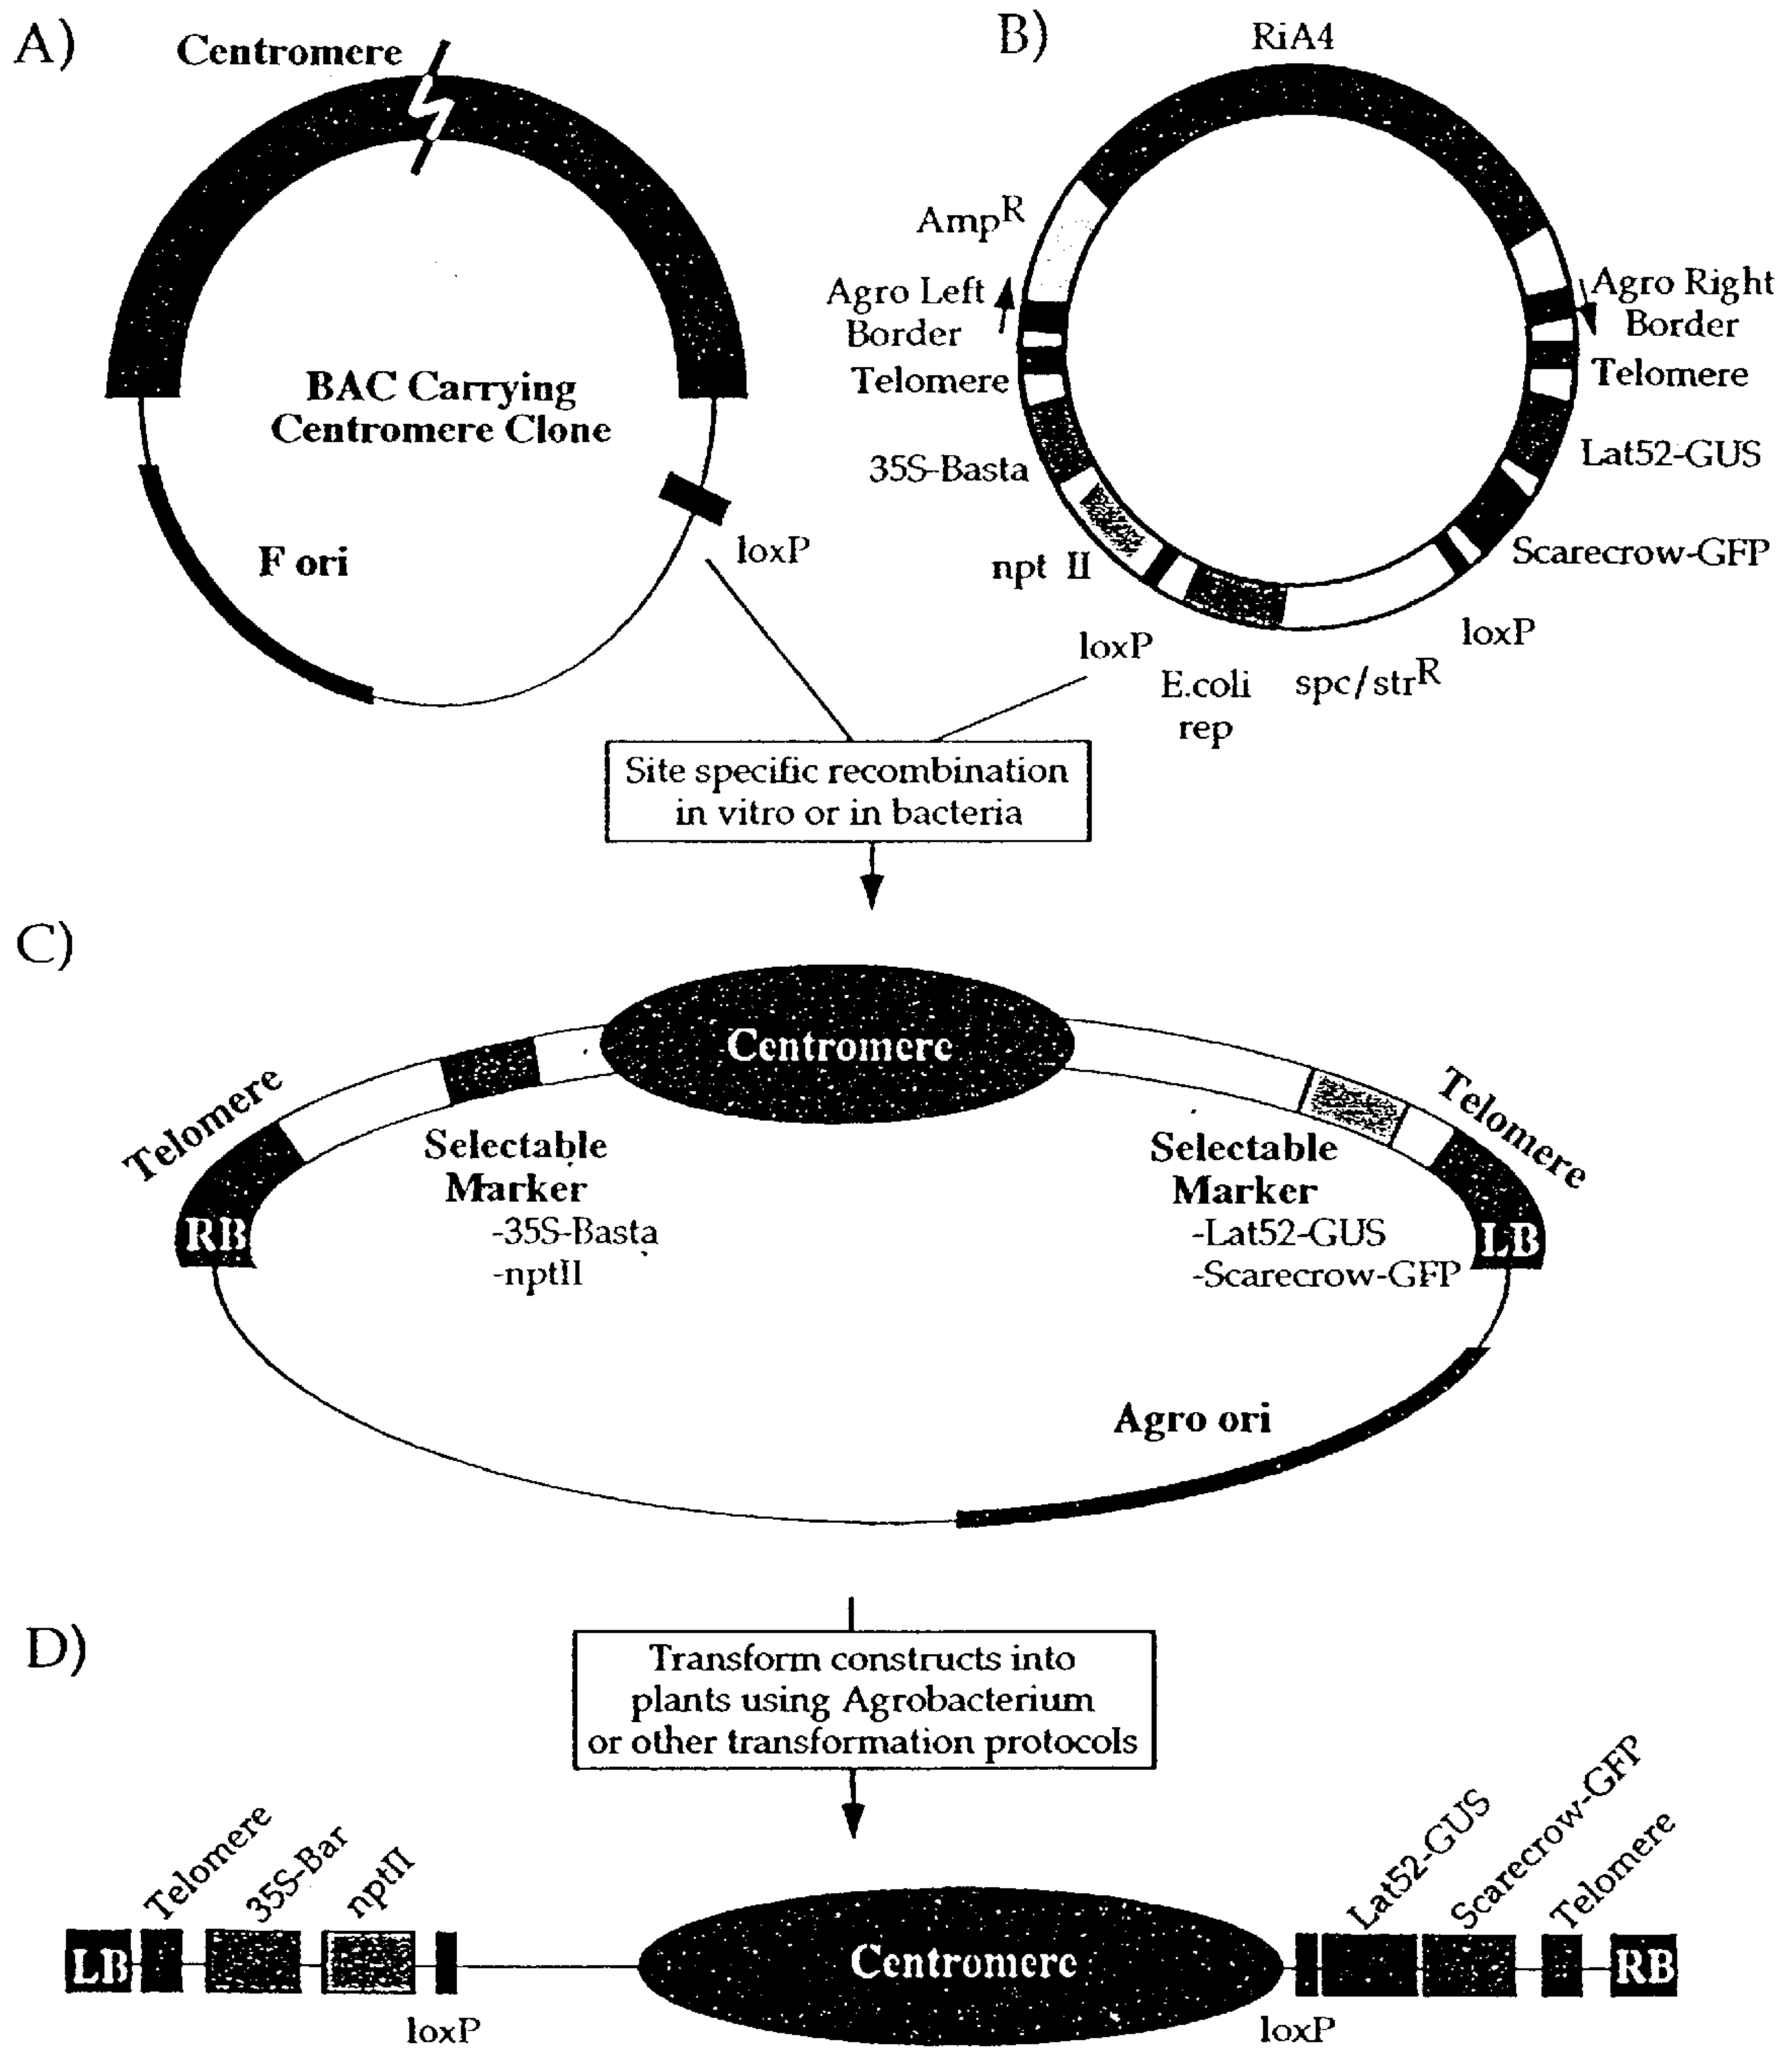 A)
Centromere
BAC Carrying
Centromere Clone
F ori
loxP
B)
RiA4
AmpR
Agro Left
Border
Telomere
35S-Basta
npt II
loxP
E.coli
rep
spc/strR
loxP
Scarecrow-GFP
Lat52-GUS
Telomere
Agro Right
Border
Site specific recombination
in vitro or in bacteria
C)
Centromere
Telomere
RB
Selectable
Marker
-35S-Basta
-nptII
Selectable
Marker
-Lat52-GUS
-Scarecrow-GFP
Telomere
LB
Agro ori
D)
Transform constructs into
plants using Agrobacterium
or other transformation protocols
LB
Telomere
35S-Bar
nptII
loxP
Centromere
loxP
Lat52-GUS
Scarecrow-GFP
Telomere
RB